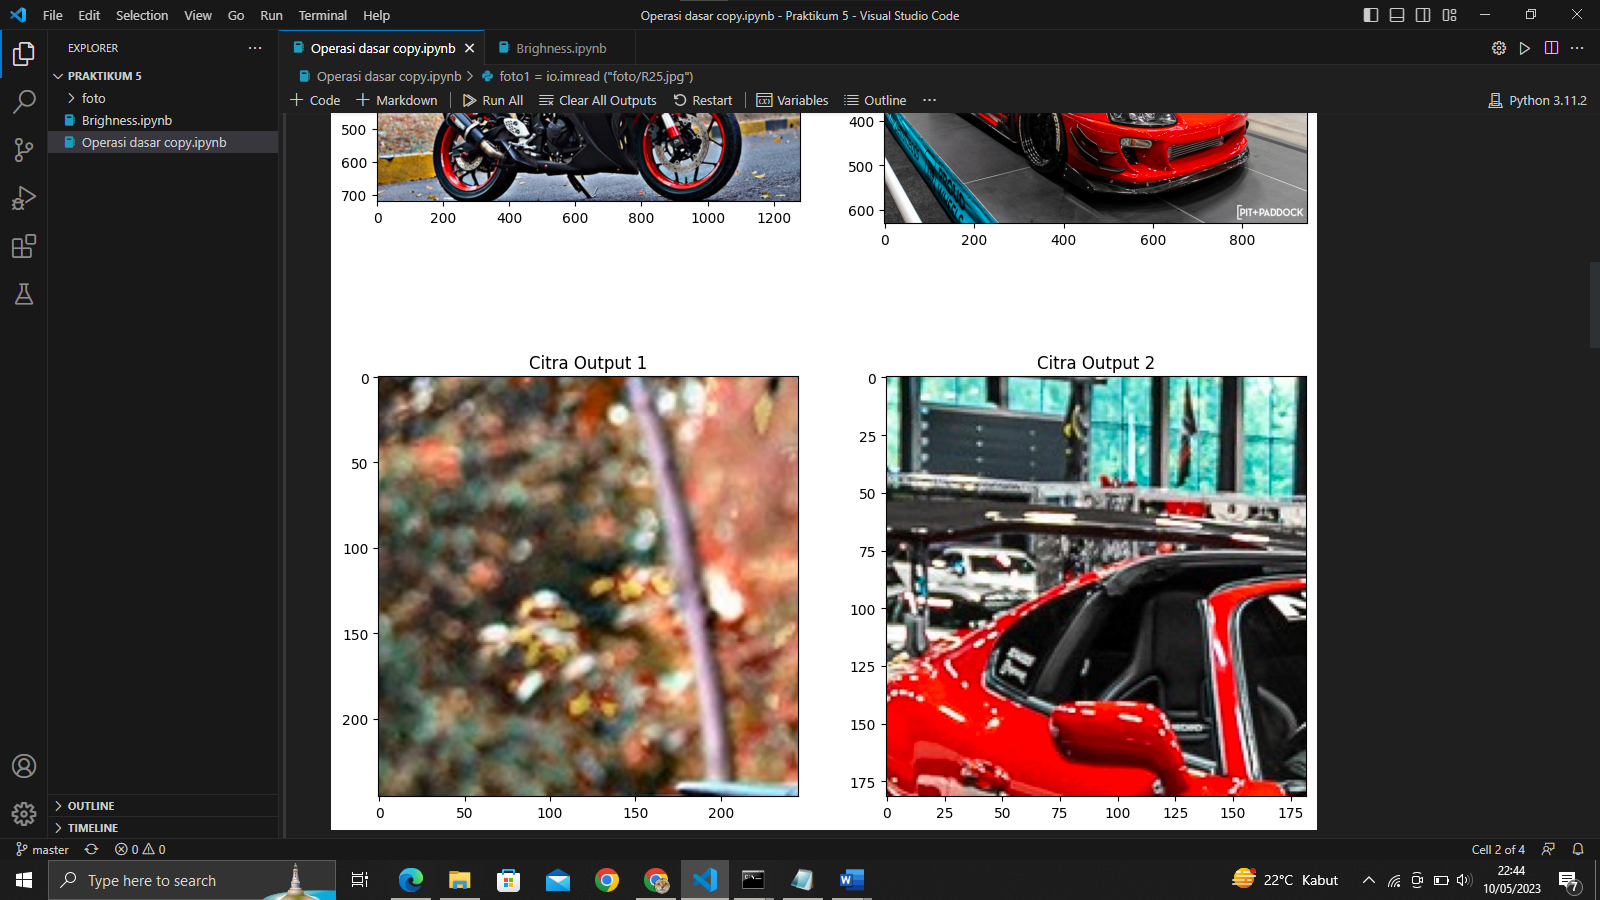 File Edit Selection View Go Run Terminal Help
Operasi dasar copy.ipynb - Praktikum 5 - Visual Studio Code
EXPLORER
PRAKTIKUM 5
foto
Brighness.ipynb
Operasi dasar copy.ipynb
OUTLINE
TIMELINE
Operasi dasar copy.ipynb
Brighness.ipynb
Operasi dasar copy.ipynb > foto1 = io.imread ("foto/R25.jpg")
Code Markdown Run All Clear All Outputs Restart Variables Outline ...
Python 3.11.2
500
600
700
0 200 400 600 800 1000 1200
400
500
600
PIT+PADDOCK
0 200 400 600 800
Citra Output 1
0
50
100
150
200
0 50 100 150 200
Citra Output 2
0
25
50
75
100
125
150
175
0 25 50 75 100 125 150 175
master 0 0
Cell 2 of 4
Type here to search
22°C Kabut
22:44
10/05/2023
7